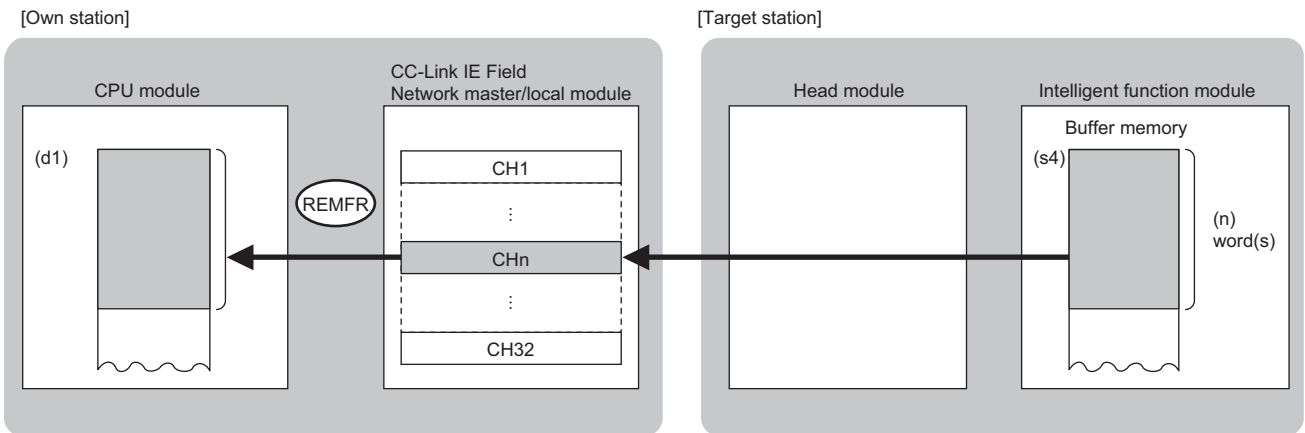 [Own station]
[Target station]
CPU module
CC-Link IE Field
Network master/local module
Head module
Intelligent function module
Buffer memory
(d1)
(s4)
CH1
REMFR
⋮
(n)
word(s)
CHn
⋮
CH32